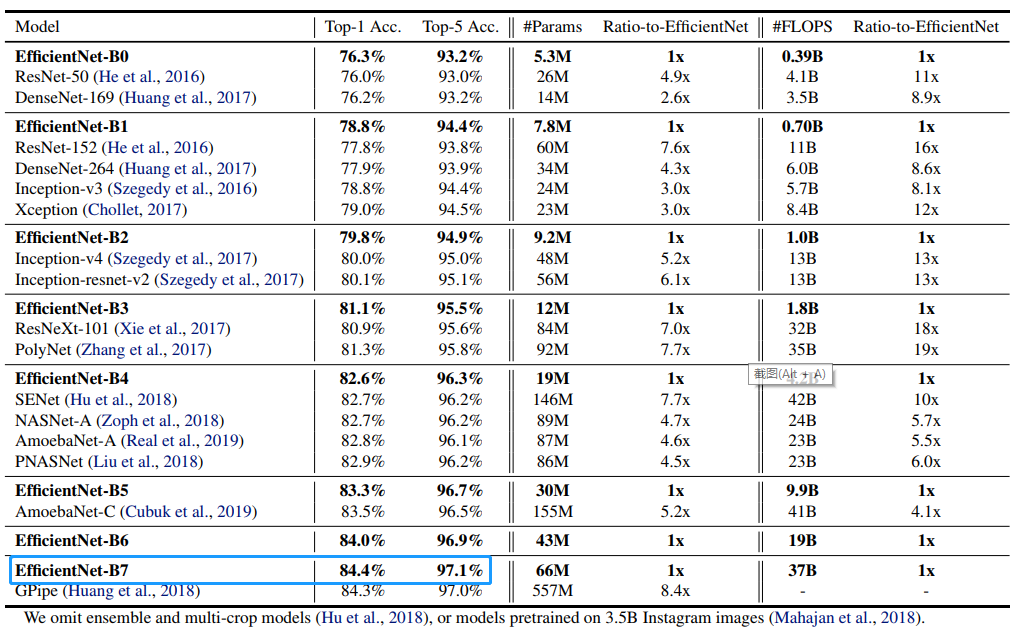 Model Top-1 Acc. Top-5 Acc. #Params Ratio-to-EfficientNet #FLOPS Ratio-to-EfficientNet
EfficientNet-B0 76.3% 93.2% 5.3M 1x 0.39B 1x
ResNet-50 (He et al., 2016) 76.0% 93.0% 26M 4.9x 4.1B 11x
DenseNet-169 (Huang et al., 2017) 76.2% 93.2% 14M 2.6x 3.5B 8.9x
EfficientNet-B1 78.8% 94.4% 7.8M 1x 0.70B 1x
ResNet-152 (He et al., 2016) 77.8% 93.8% 60M 7.6x 11B 16x
DenseNet-264 (Huang et al., 2017) 77.9% 93.9% 34M 4.3x 6.0B 8.6x
Inception-v3 (Szegedy et al., 2016) 78.8% 94.4% 24M 3.0x 5.7B 8.1x
Xception (Chollet, 2017) 79.0% 94.5% 23M 3.0x 8.4B 12x
EfficientNet-B2 79.8% 94.9% 9.2M 1x 1.0B 1x
Inception-v4 (Szegedy et al., 2017) 80.0% 95.0% 48M 5.2x 13B 13x
Inception-resnet-v2 (Szegedy et al., 2017) 80.1% 95.1% 56M 6.1x 13B 13x
EfficientNet-B3 81.1% 95.5% 12M 1x 1.8B 1x
ResNeXt-101 (Xie et al., 2017) 80.9% 95.6% 84M 7.0x 32B 18x
PolyNet (Zhang et al., 2017) 81.3% 95.8% 92M 7.7x 35B 19x
截图(Alt + A)
EfficientNet-B4 82.6% 96.3% 19M 1x 4.2B 1x
SENet (Hu et al., 2018) 82.7% 96.2% 146M 7.7x 42B 10x
NASNet-A (Zoph et al., 2018) 82.7% 96.2% 89M 4.7x 24B 5.7x
AmoebaNet-A (Real et al., 2019) 82.8% 96.1% 87M 4.6x 23B 5.5x
PNASNet (Liu et al., 2018) 82.9% 96.2% 86M 4.5x 23B 6.0x
EfficientNet-B5 83.3% 96.7% 30M 1x 9.9B 1x
AmoebaNet-C (Cubuk et al., 2019) 83.5% 96.5% 155M 5.2x 41B 4.1x
EfficientNet-B6 84.0% 96.9% 43M 1x 19B 1x
EfficientNet-B7 84.4% 97.1% 66M 1x 37B 1x
GPipe (Huang et al., 2018) 84.3% 97.0% 557M 8.4x - -
We omit ensemble and multi-crop models (Hu et al., 2018), or models pretrained on 3.5B Instagram images (Mahajan et al., 2018).